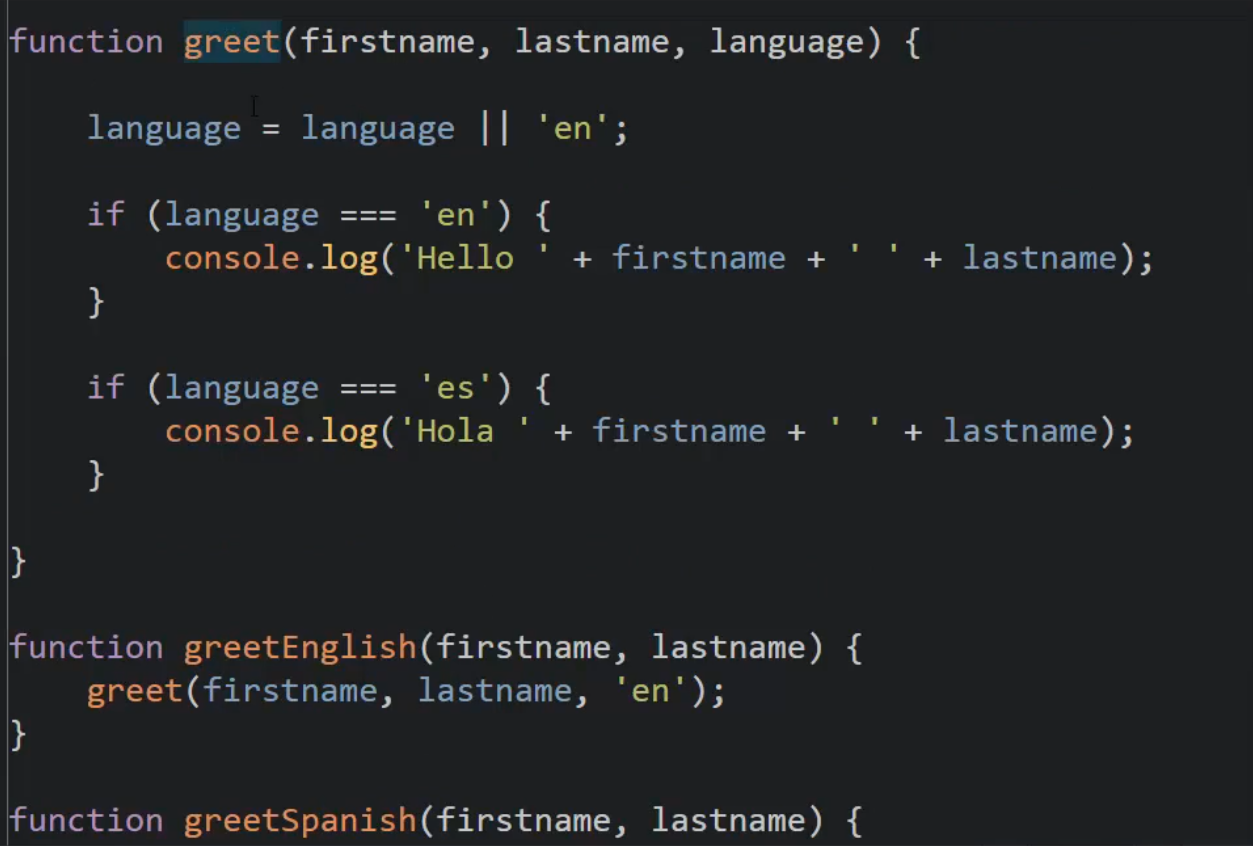 function greet(firstname, lastname, language) {
    language = language || 'en';
    if (language === 'en') {
        console.log('Hello ' + firstname + ' ' + lastname);
    }
    if (language === 'es') {
        console.log('Hola ' + firstname + ' ' + lastname);
    }
}
function greetEnglish(firstname, lastname) {
    greet(firstname, lastname, 'en');
}
function greetSpanish(firstname, lastname) {